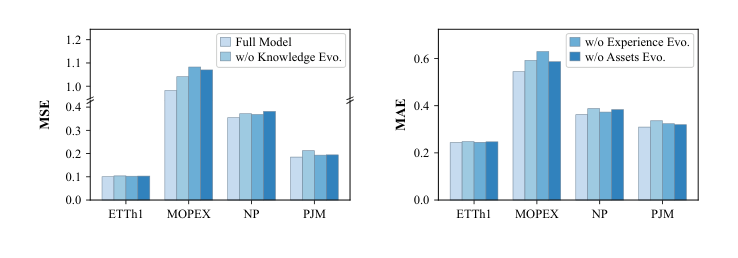 MSE
1.2
1.0
0.4
0.3
0.2
0.1
0.0
Full Model
w/o Knowledge Evo.
ETTh1 MOPEX NP PJM
MAE
0.6
0.4
0.2
0.0
w/o Experience Evo.
w/o Assets Evo.
ETTh1 MOPEX NP PJM